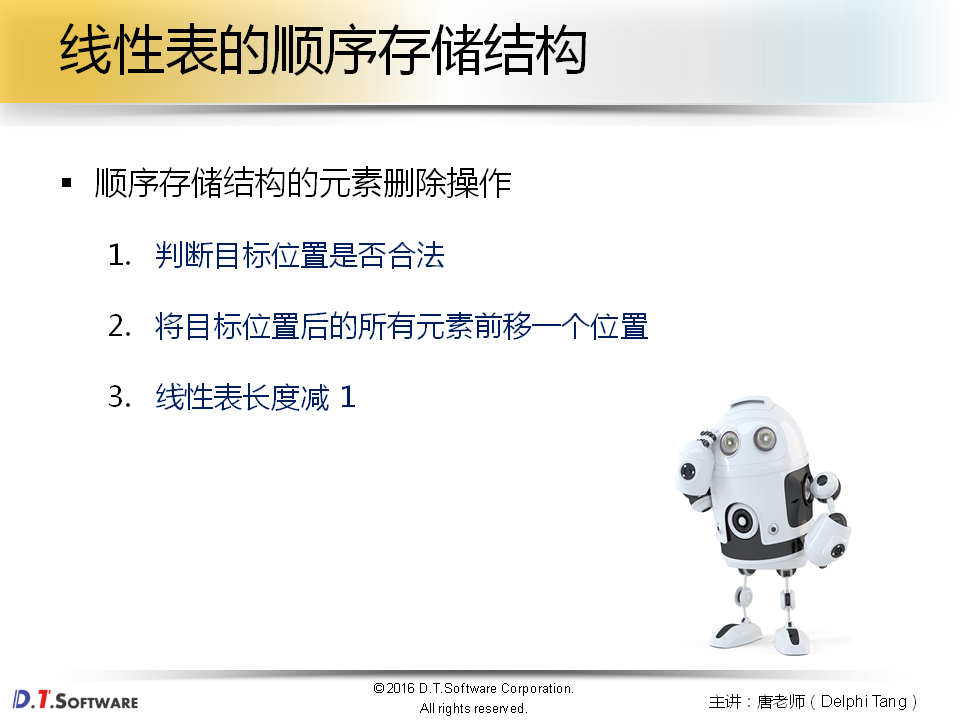 线性表的顺序存储结构
▪ 顺序存储结构的元素删除操作
1. 判断目标位置是否合法
2. 将目标位置后的所有元素前移一个位置
3. 线性表长度减 1
D.T.SOFTWARE
©2016 D.T.Software Corporation.
All rights reserved.
主讲：唐老师（Delphi Tang）